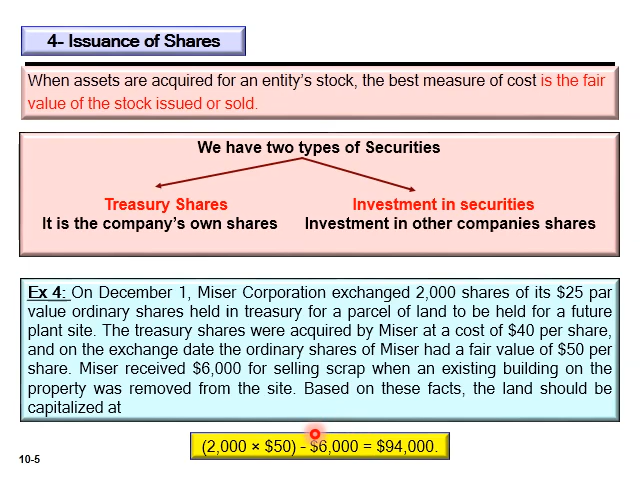 4- Issuance of Shares
When assets are acquired for an entity's stock, the best measure of cost is the fair
value of the stock issued or sold.
We have two types of Securities
Treasury Shares
It is the company's own shares
Investment in securities
Investment in other companies shares
Ex 4: On December 1, Miser Corporation exchanged 2,000 shares of its $25 par
value ordinary shares held in treasury for a parcel of land to be held for a future
plant site. The treasury shares were acquired by Miser at a cost of $40 per share,
and on the exchange date the ordinary shares of Miser had a fair value of $50 per
share. Miser received $6,000 for selling scrap when an existing building on the
property was removed from the site. Based on these facts, the land should be
capitalized at
(2,000 × $50) - $6,000 = $94,000.
10-5